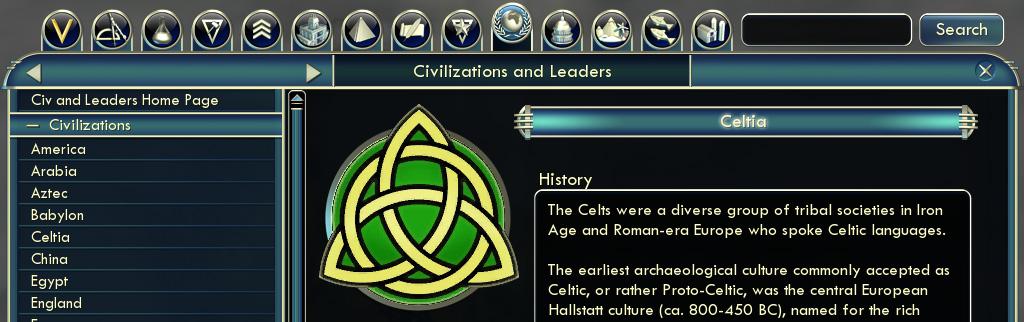 Search
Civilizations and Leaders
Civ and Leaders Home Page
– Civilizations
America
Arabia
Aztec
Babylon
Celtia
China
Egypt
England
Celtia
History
The Celts were a diverse group of tribal societies in Iron
Age and Roman-era Europe who spoke Celtic languages.
The earliest archaeological culture commonly accepted as
Celtic, or rather Proto-Celtic, was the central European
Hallstatt culture (ca. 800-450 BC), named for the rich